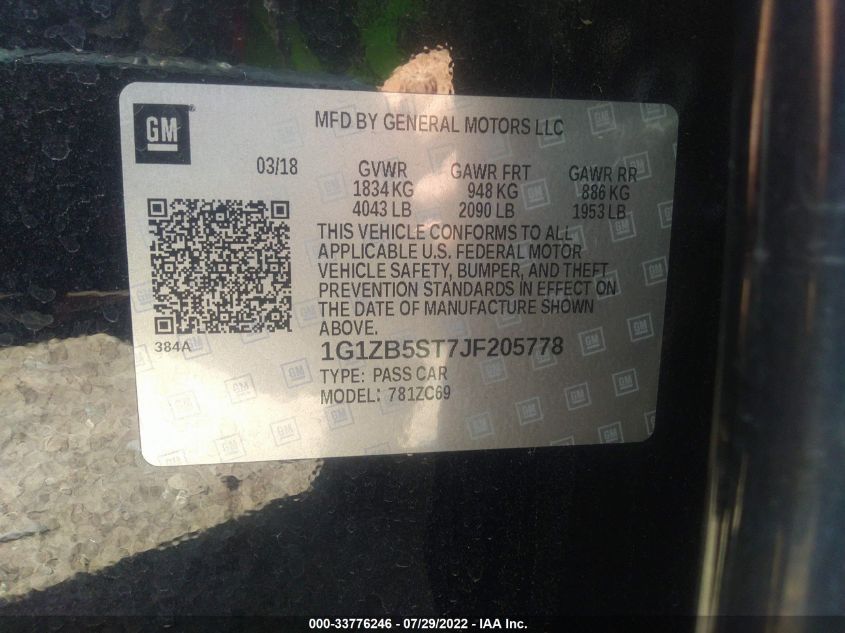 GM
MFD BY GENERAL MOTORS LLC
03/18 GVWR GAWR FRT GAWR RR
1834 KG 948 KG 886 KG
4043 LB 2090 LB 1953 LB
THIS VEHICLE CONFORMS TO ALL
APPLICABLE U.S. FEDERAL MOTOR
VEHICLE SAFETY, BUMPER, AND THEFT
PREVENTION STANDARDS IN EFFECT ON
THE DATE OF MANUFACTURE SHOWN
ABOVE.
384A
1G1ZB5ST7JF205778
TYPE: PASS CAR
MODEL: 781ZC69
000-33776246 / 07/29/2022 - IAA Inc.